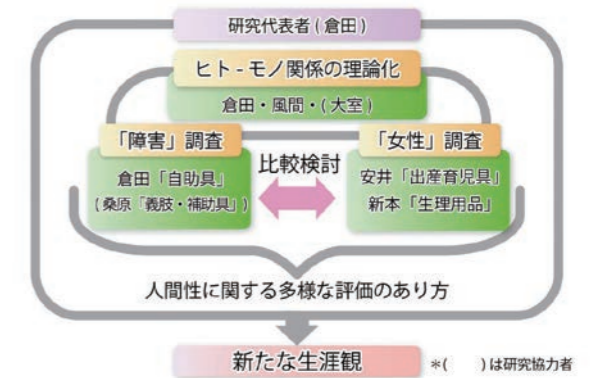 研究代表者(倉田)
ヒト-モノ関係の理論化
倉田・風間・(大室)
「障害」調査
倉田「自助具」
(桑原「義肢・補助具」)
比較検討
「女性」調査
安井「出産育児具」
新本「生理用品」
人間性に関する多様な評価のあり方
新たな生涯観
*(　　)は研究協力者